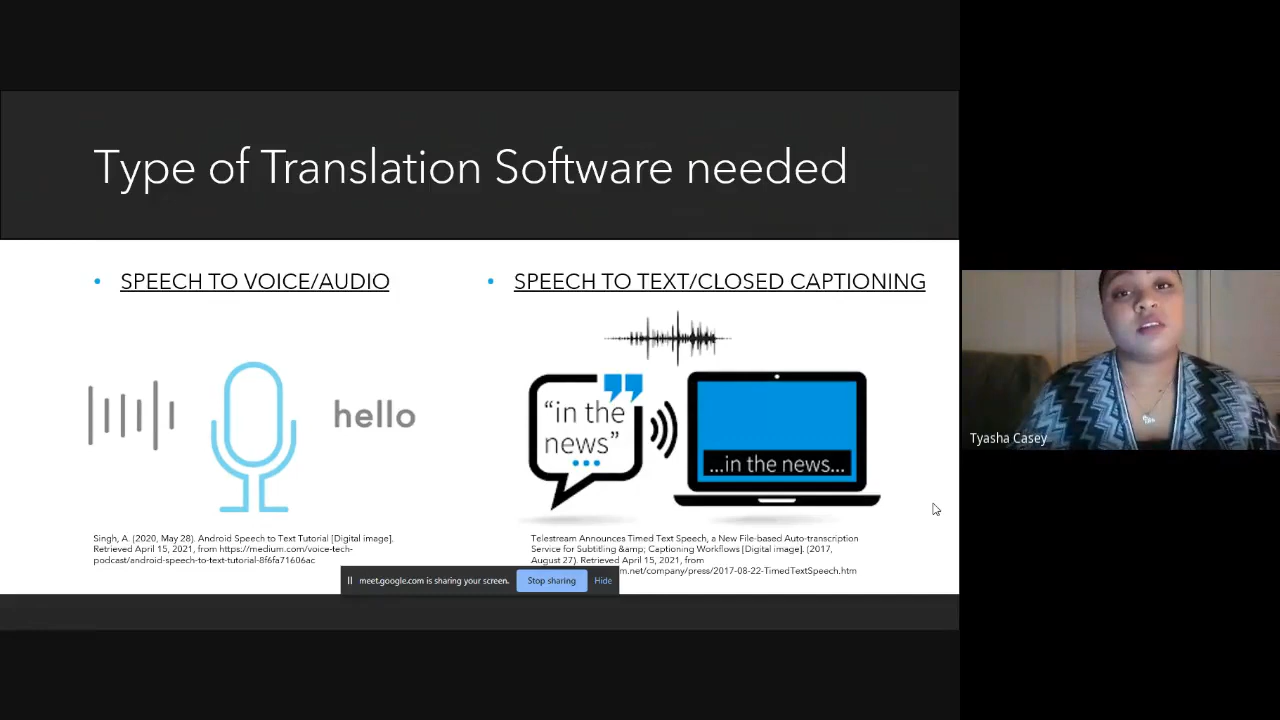 Type of Translation Software needed
• SPEECH TO VOICE/AUDIO
hello
Singh, A. (2020, May 28). Android Speech to Text Tutorial [Digital image].
Retrieved April 15, 2021, from https://medium.com/voice-tech-
podcast/android-speech-to-text-tutorial-8f6fa71606ac
• SPEECH TO TEXT/CLOSED CAPTIONING
“in the
news”
...in the news...
Telestream Announces Timed Text Speech, a New File-based Auto-transcription
Service for Subtitling &amp; Captioning Workflows [Digital image]. (2017,
August 27). Retrieved April 15, 2021, from
m.net/company/press/2017-08-22-TimedTextSpeech.htm
meet.google.com is sharing your screen.
Stop sharing
Hide
Tyasha Casey